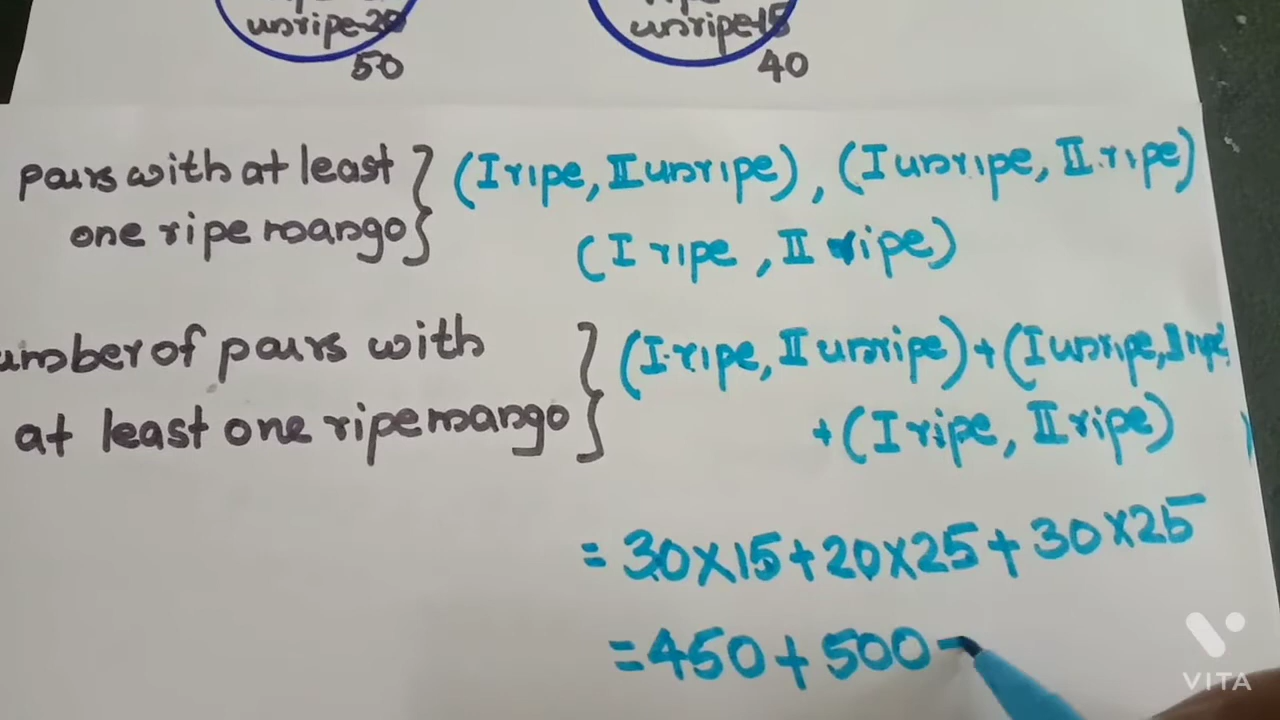 unripe-20
unripe-15
50
40
pairs with at least
one ripe mango
(I ripe, II unripe), (I unripe, II ripe)
(I ripe, II ripe)
umber of pairs with
at least one ripe mango
(I ripe, II unripe) + (I unripe, II ripe)
+ (I ripe, II ripe)
= 30×15+20×25+30×25
=450+500
VITA